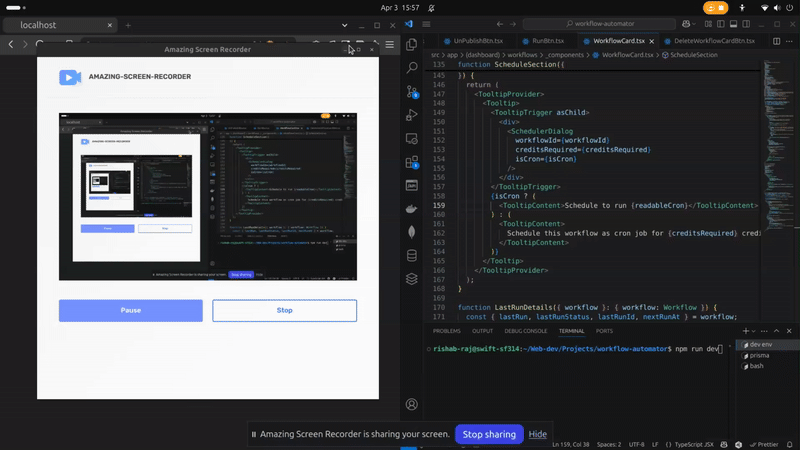 Apr 3 15:57
localhost
Amazing Screen Recorder
AMAZING-SCREEN-RECORDER
Pause
Stop
Amazing Screen Recorder is sharing your screen.
Stop sharing
Hide
workflow-automator
UnPublishBtn.tsx
RunBtn.tsx
WorkflowCard.tsx
DeleteWorkflowCardBtn.tsx
src > app > (dashboard) > workflows > _components > WorkflowCard.tsx > ScheduleSection
135 function ScheduleSection({
145 }) {
146 return (
147 <TooltipProvider>
148 <Tooltip>
149 <TooltipTrigger asChild>
150 <div>
151 <SchedulerDialog
152 workflowId={workflowId}
153 creditsRequired={creditsRequired}
154 isCron={isCron}
155 />
156 </div>
157 </TooltipTrigger>
158 {isCron ? (
159 <TooltipContent>Schedule to run {readableCron}</TooltipContent>
160 ) : (
161 <TooltipContent>
162 Schedule this workflow as cron job for {creditsRequired} credi
163 </TooltipContent>
164 )}
165 </Tooltip>
166 </TooltipProvider>
167 );
168 }
169
170 function LastRunDetails({ workflow }: { workflow: Workflow }) {
171 const { lastRun, lastRunStatus, lastRunId, nextRunAt } = workflow;
PROBLEMS OUTPUT DEBUG CONSOLE TERMINAL PORTS
rishab-raj@swift-sf314:~/Web-dev/Projects/workflow-automator$ npm run dev
dev env
prisma
bash
Ln 159, Col 38 Spaces: 2 UTF-8 LF {} TypeScript JSX Prettier